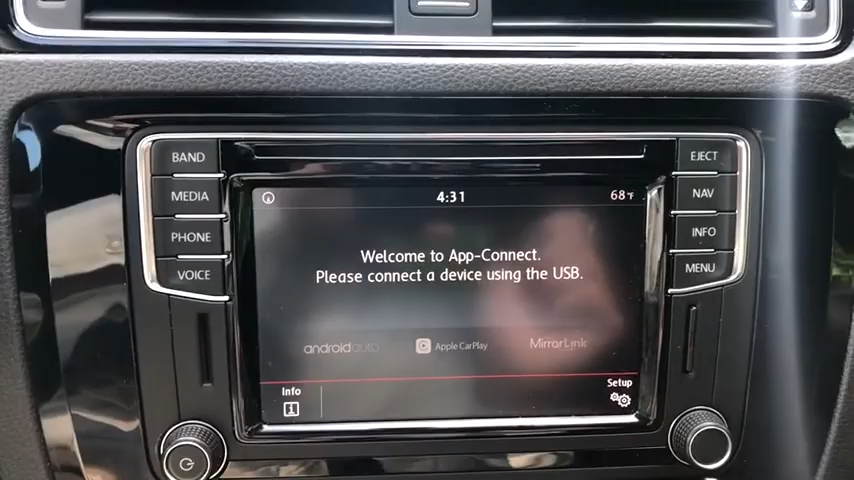 BAND
MEDIA
PHONE
VOICE
EJECT
NAV
INFO
MENU
4:31
68°F
Welcome to App-Connect.
Please connect a device using the USB.
androidauto
Apple CarPlay
MirrorLink
Info
Setup